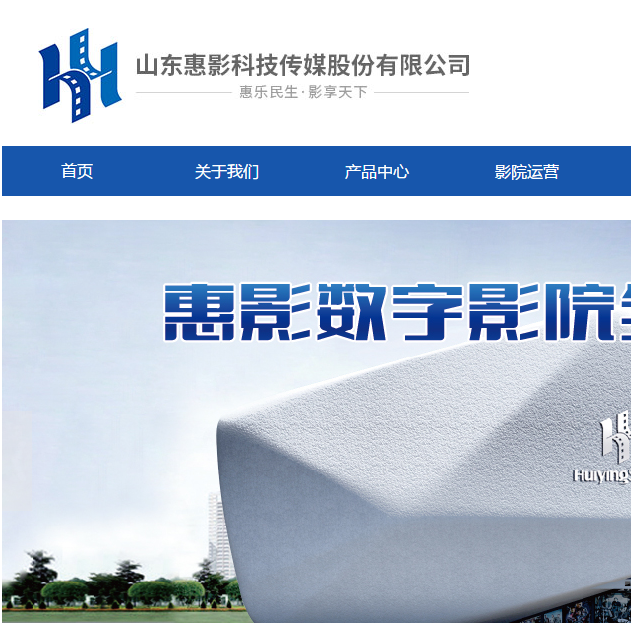 山东惠影科技传媒股份有限公司
惠乐民生·影享天下
首页 关于我们 产品中心 影院运营
惠影数字影院
Huiying